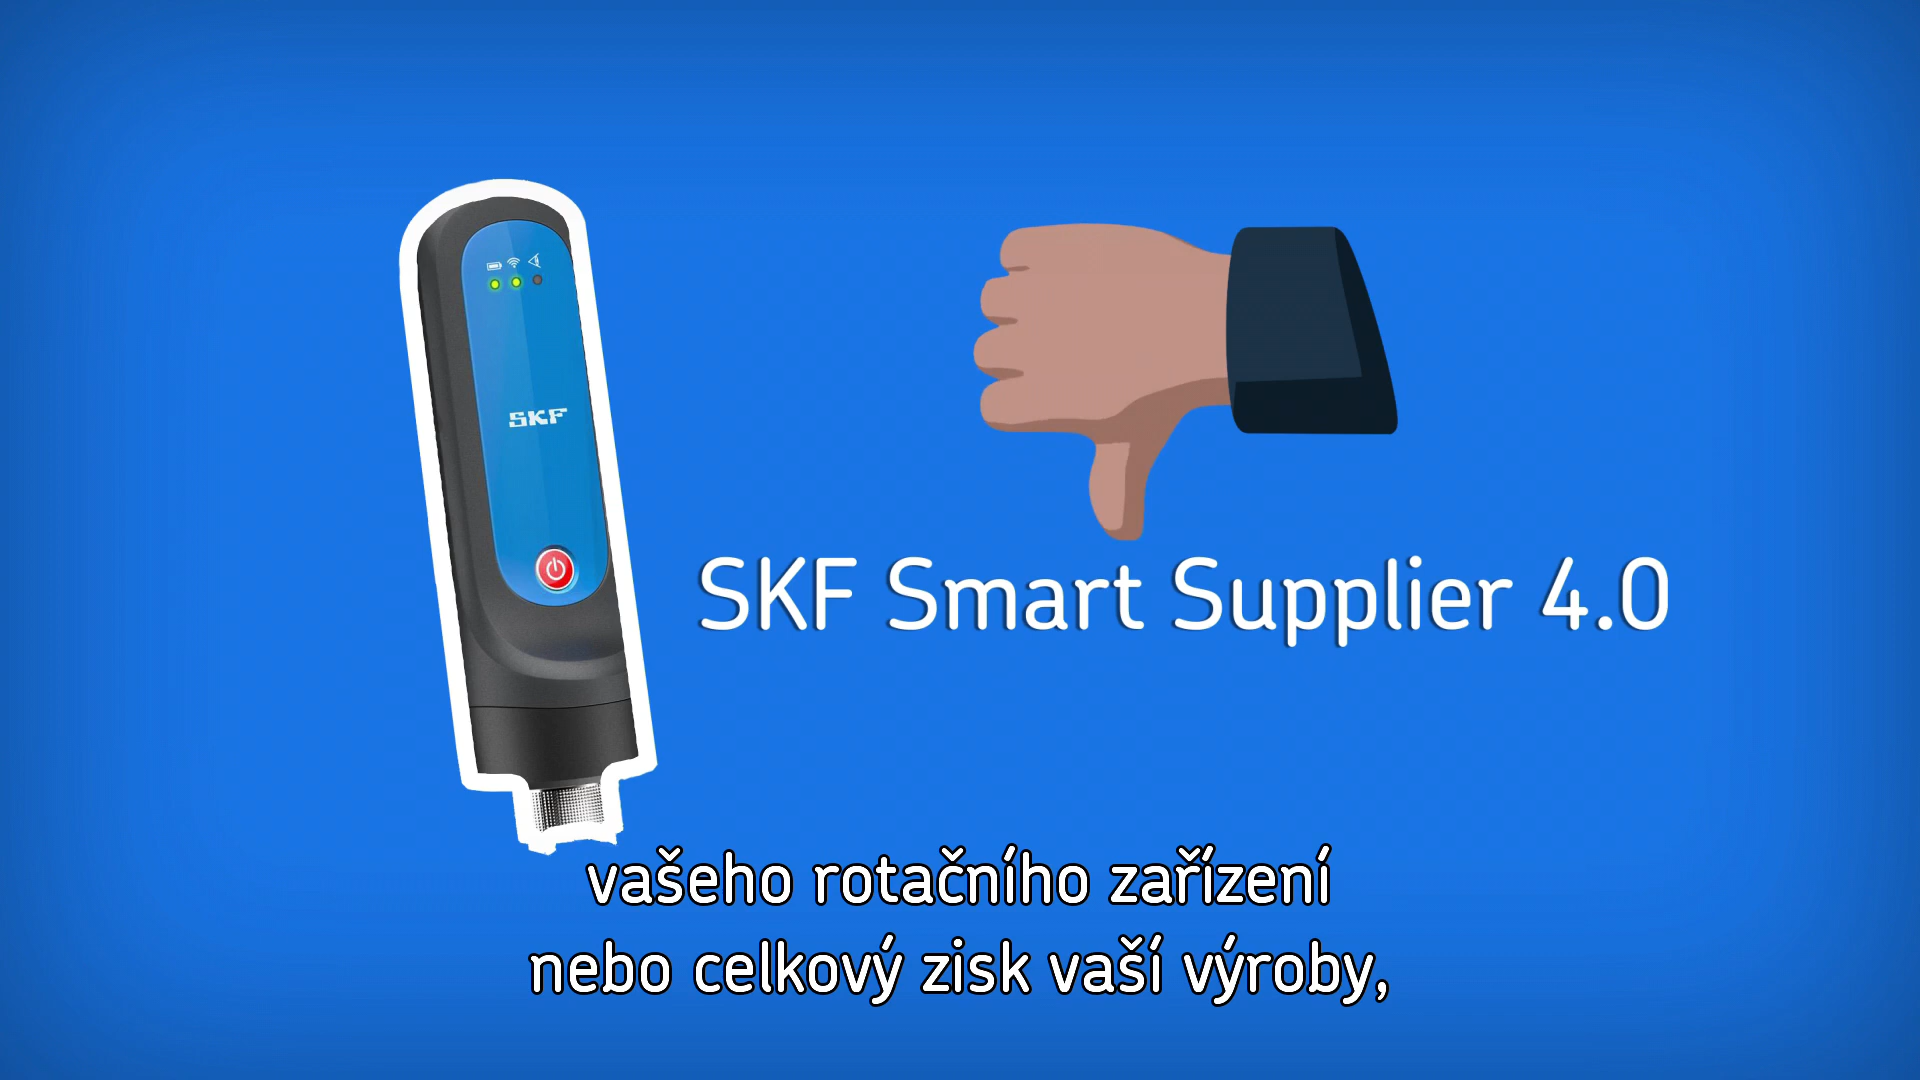 SKF
SKF Smart Supplier 4.0
vašeho rotačního zařízení
nebo celkový zisk vaší výroby,